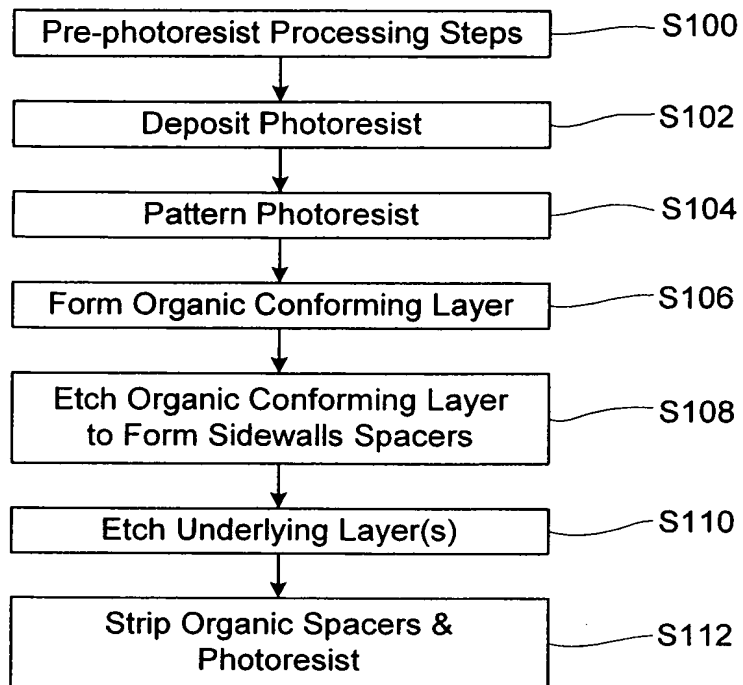 Pre-photoresist Processing Steps S100
Deposit Photoresist S102
Pattern Photoresist S104
Form Organic Conforming Layer S106
Etch Organic Conforming Layer
to Form Sidewalls Spacers S108
Etch Underlying Layer(s) S110
Strip Organic Spacers &
Photoresist S112